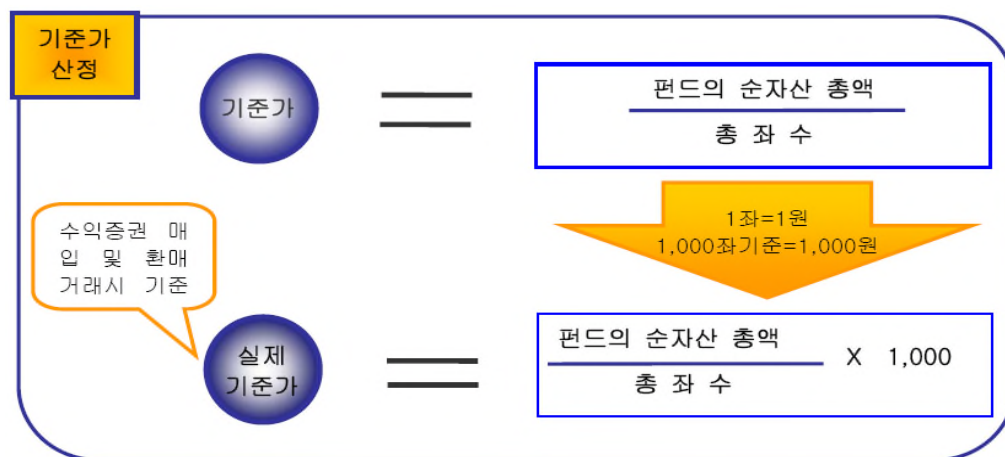 기준가
산정
기준가
펀드의 순자산 총액
총 좌 수
1좌=1원
1,000좌기준=1,000원
수익증권 매
입 및 환매
거래시 기준
실제
기준가
펀드의 순자산 총액
총 좌 수
X 1,000